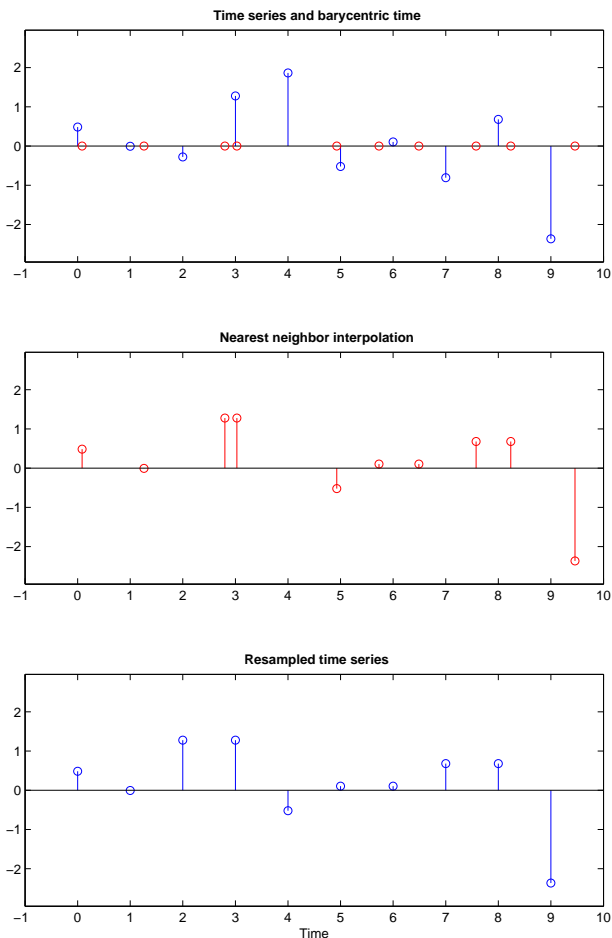 Time series and barycentric time
2
1
0
−1
−2
−1 0 1 2 3 4 5 6 7 8 9 10
Nearest neighbor interpolation
2
1
0
−1
−2
−1 0 1 2 3 4 5 6 7 8 9 10
Resampled time series
2
1
0
−1
−2
−1 0 1 2 3 4 5 6 7 8 9 10
Time